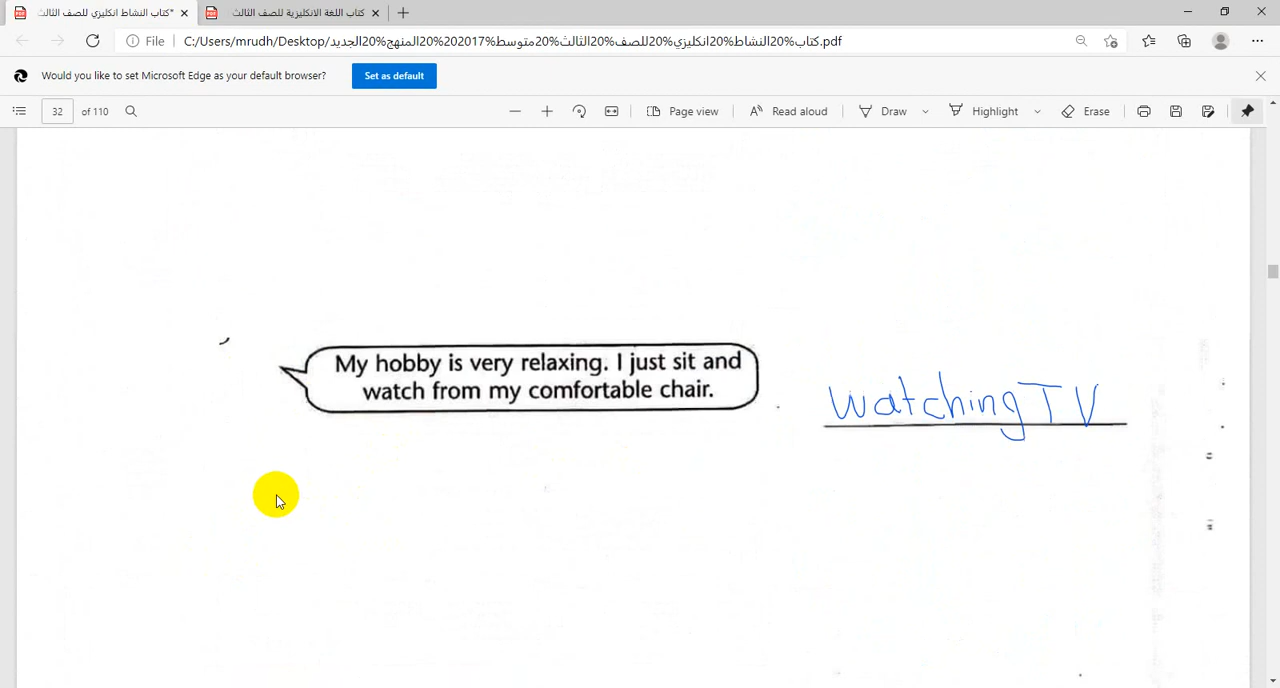 كتاب النشاط انكليزي للصف الثالث*
كتاب اللغة الانكليزية للصف الثالث
File
C:/Users/mrudh/Desktop/كتاب%20النشاط%20انكليزي%20للصف%20الثالث%20متوسط%202017%20المنهج%20الجديد.pdf
Would you like to set Microsoft Edge as your default browser?
Set as default
32 of 110
Page view
Read aloud
Draw
Highlight
Erase
My hobby is very relaxing. I just sit and
watch from my comfortable chair.
watching TV